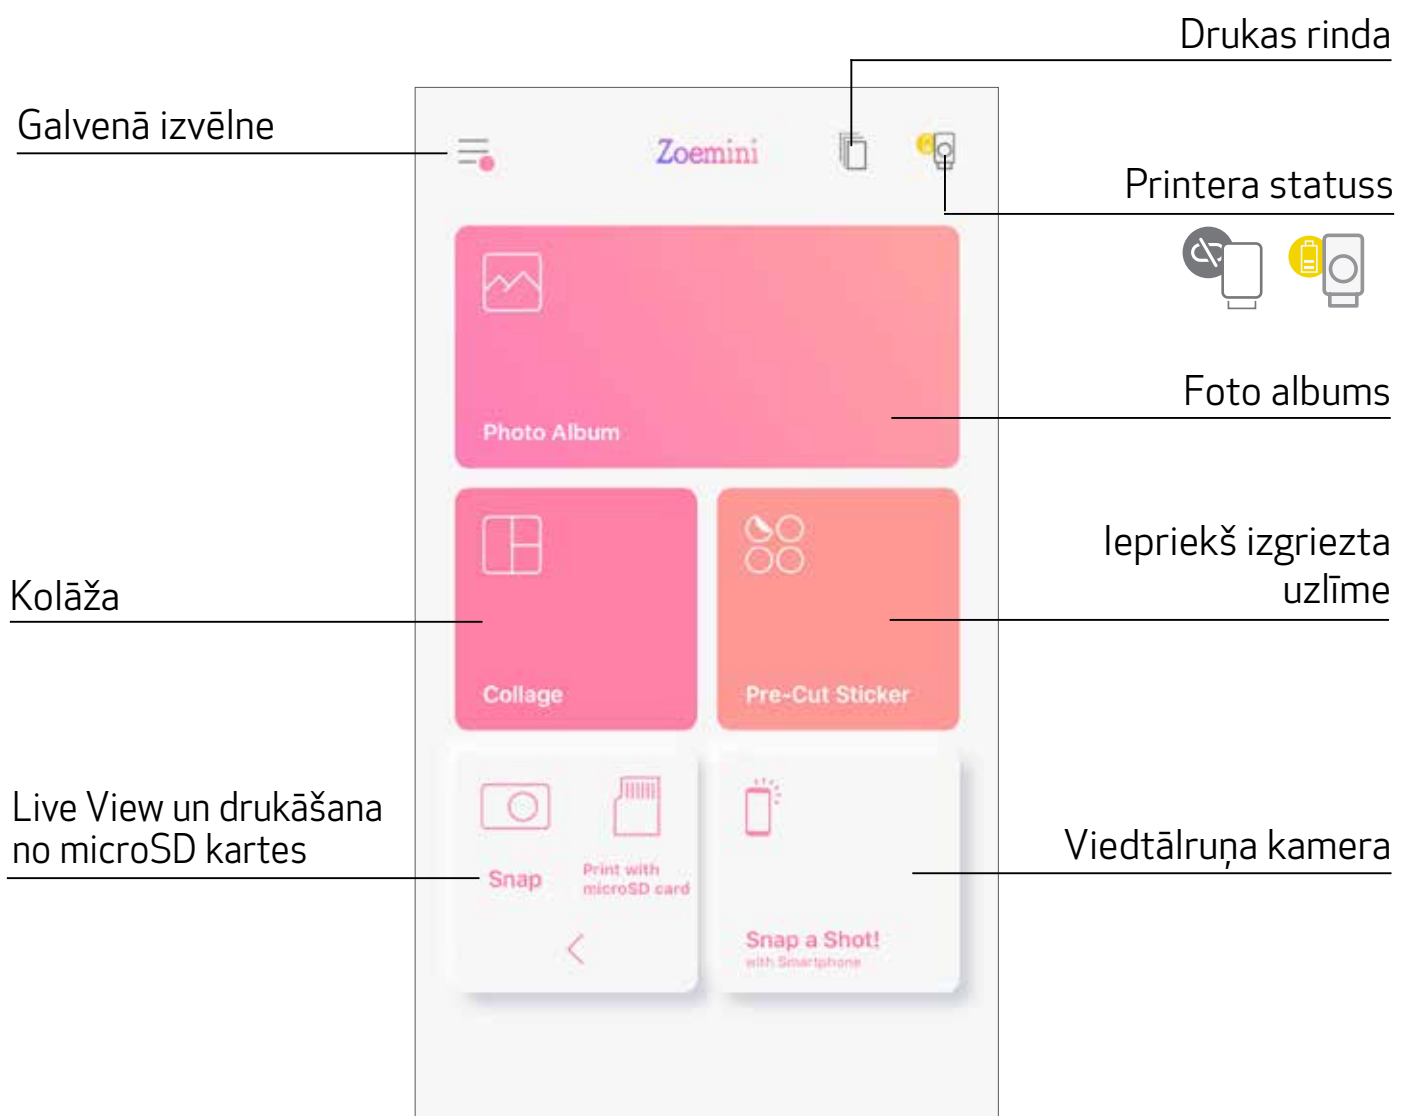 Drukas rinda
Galvenā izvēlne
Zoemini
Printera statuss
Foto albums
Photo Album
Iepriekš izgriezta
uzlīme
Kolāža
Collage
Pre-Cut Sticker
Live View un drukāšana
no microSD kartes
Viedtālruņa kamera
Snap
Print with
microSD card
Snap a Shot!
with Smartphone